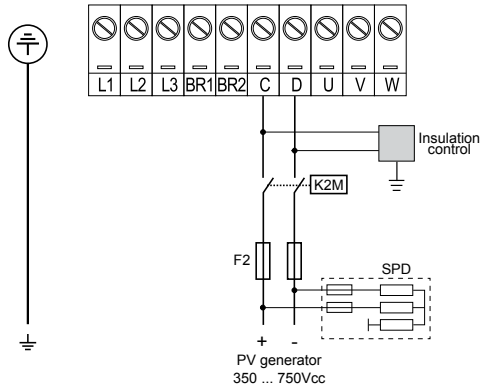 L1 L2 L3 BR1 BR2 C D U V W
Insulation
control
K2M
F2
SPD
+ -
PV generator
350 ... 750Vcc